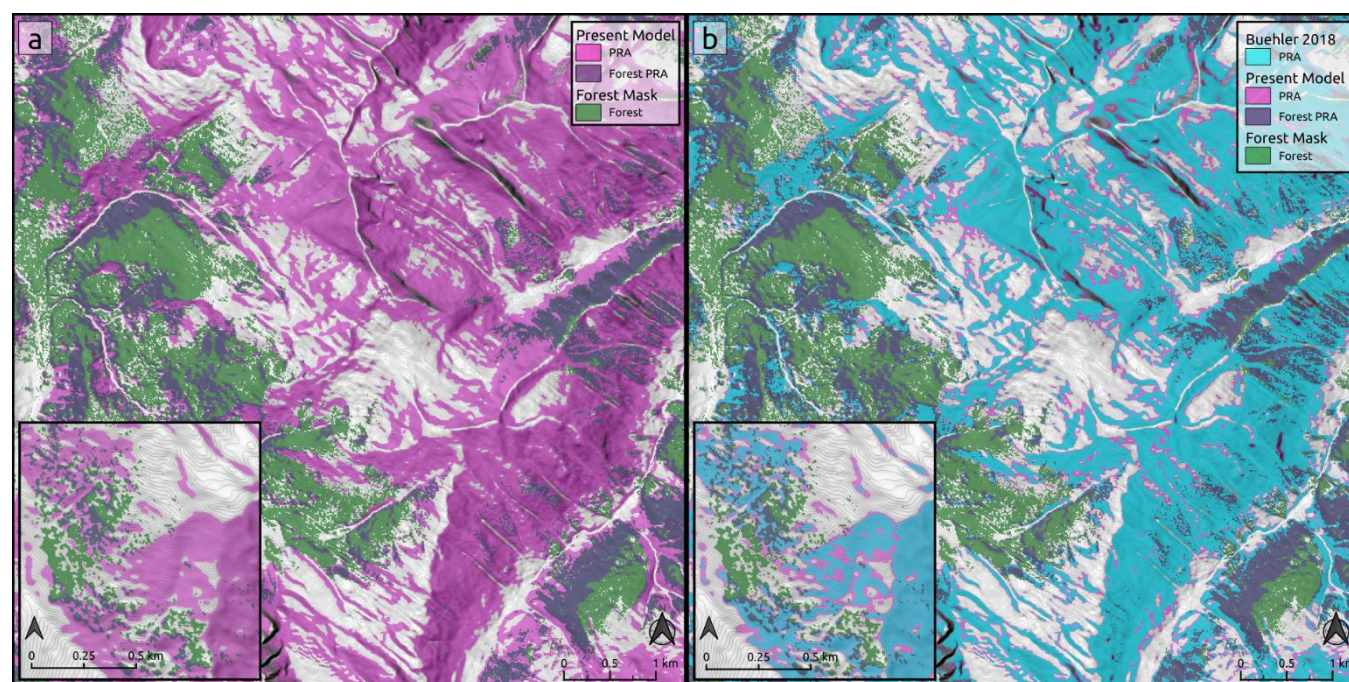 a
Present Model
PRA
Forest PRA
Forest Mask
Forest
0 0.25 0.5 km
0 0.5 1 km
b
Buehler 2018
PRA
Present Model
PRA
Forest PRA
Forest Mask
Forest
0 0.25 0.5 km
0 0.5 1 km